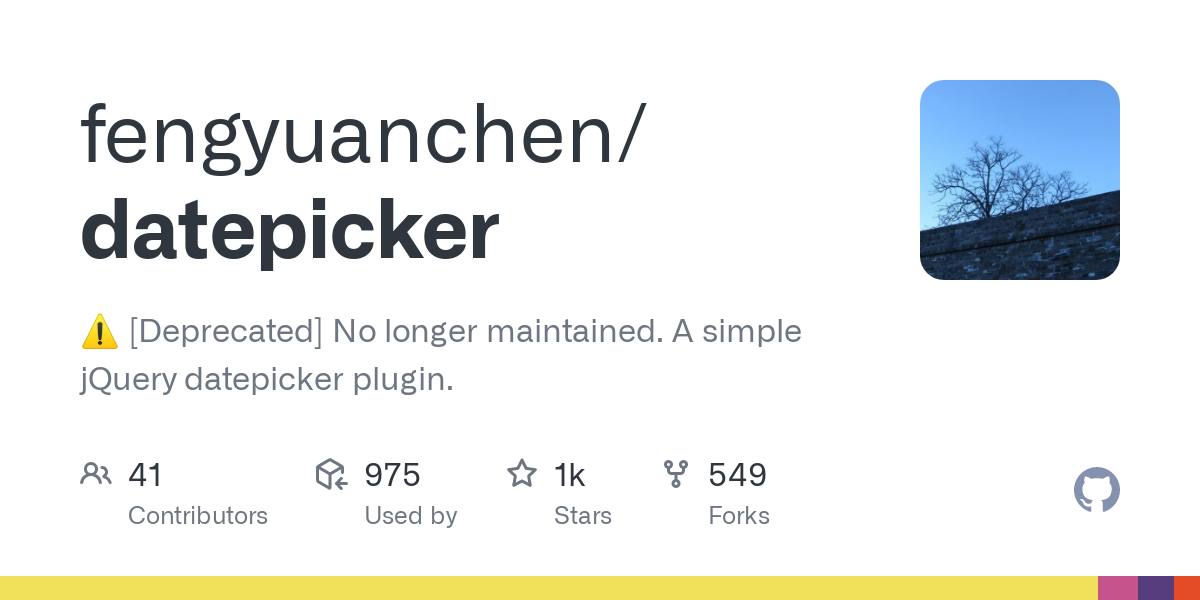 fengyuanchen/
datepicker
⚠️ [Deprecated] No longer maintained. A simple
jQuery datepicker plugin.
41 975 1k 549
Contributors Used by Stars Forks